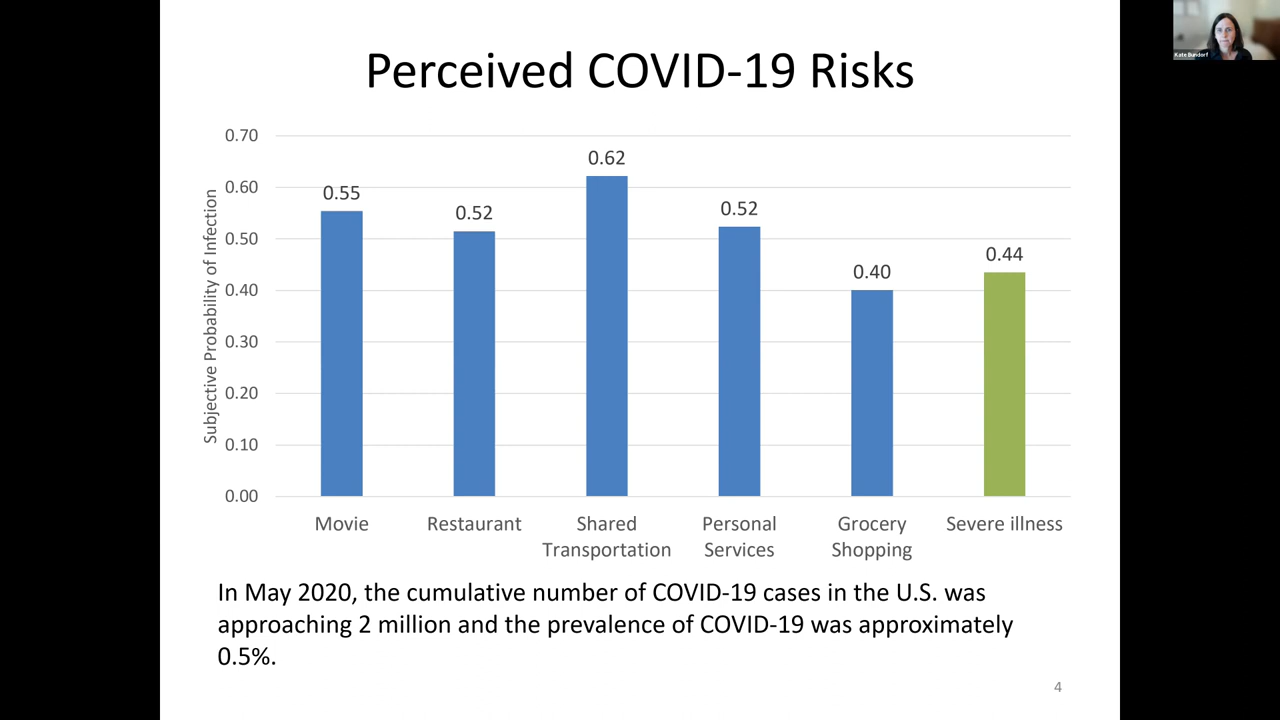 Perceived COVID-19 Risks
Kate Bundorf
Subjective Probability of Infection
0.70
0.60
0.50
0.40
0.30
0.20
0.10
0.00
0.55
0.52
0.62
0.52
0.40
0.44
Movie
Restaurant
Shared
Transportation
Personal
Services
Grocery
Shopping
Severe illness
In May 2020, the cumulative number of COVID-19 cases in the U.S. was
approaching 2 million and the prevalence of COVID-19 was approximately
0.5%.
4